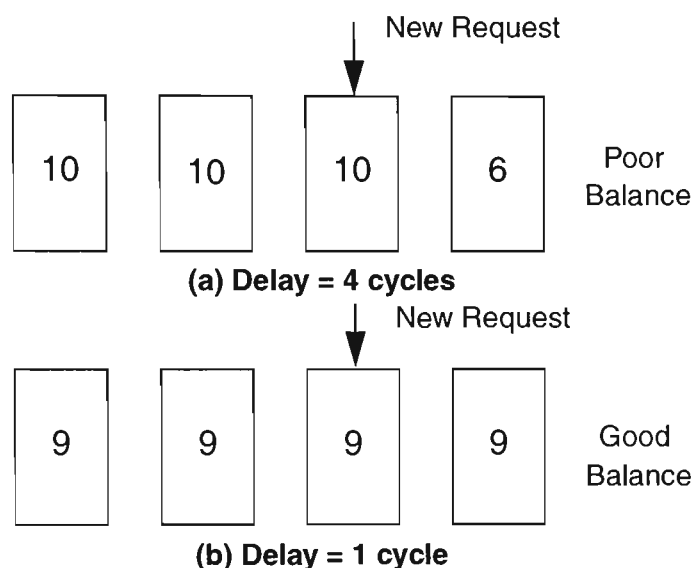 New Request
10 10 10 6
Poor
Balance
(a) Delay = 4 cycles
New Request
9 9 9 9
Good
Balance
(b) Delay = 1 cycle